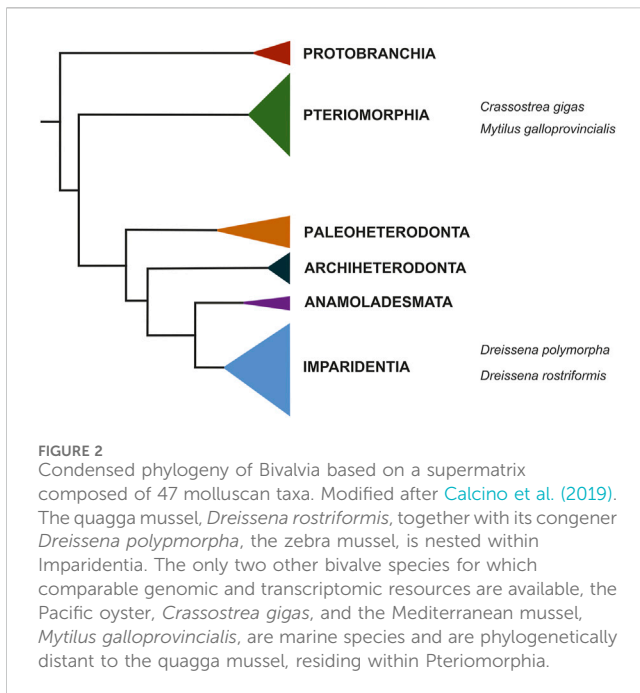 PROTOBRANCHIA
PTERIOMORPHIA
Crassostrea gigas
Mytilus galloprovincialis
PALEOHETERODONTA
ARCHIHETERODONTA
ANAMOLADESMATA
IMPARIDENTIA
Dreissena polymorpha
Dreissena rostriformis
FIGURE 2
Condensed phylogeny of Bivalvia based on a supermatrix
composed of 47 molluscan taxa. Modified after Calcino et al. (2019).
The quagga mussel, Dreissena rostriformis, together with its congener
Dreissena polypmorpha, the zebra mussel, is nested within
Imparidentia. The only two other bivalve species for which
comparable genomic and transcriptomic resources are available, the
Pacific oyster, Crassostrea gigas, and the Mediterranean mussel,
Mytilus galloprovincialis, are marine species and are phylogenetically
distant to the quagga mussel, residing within Pteriomorphia.